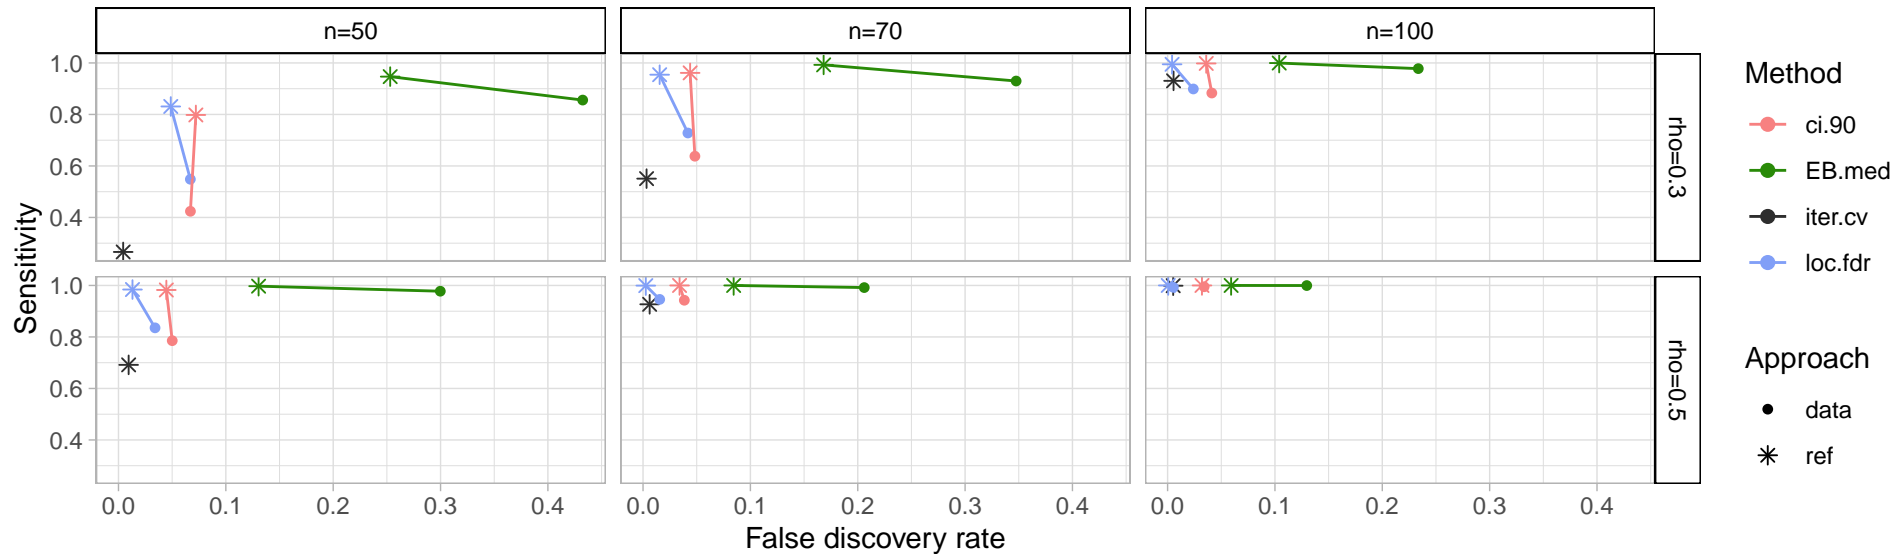 n=50
n=70
n=100
1.0
0.8
0.6
0.4
rho=0.3
1.0
0.8
0.6
0.4
rho=0.5
Sensitivity
0.0 0.1 0.2 0.3 0.4
0.0 0.1 0.2 0.3 0.4
0.0 0.1 0.2 0.3 0.4
False discovery rate
Method
ci.90
EB.med
iter.cv
loc.fdr
Approach
data
ref